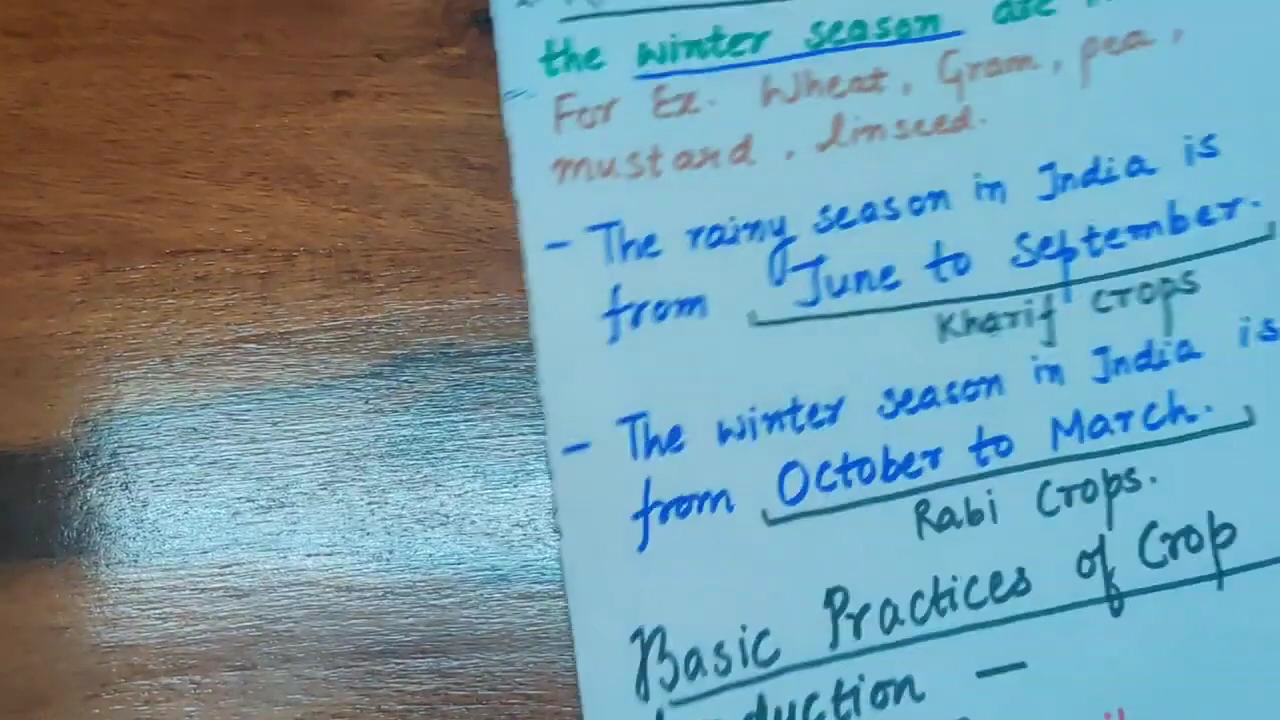 the winter season are
For Ex. Wheat, Gram, pea,
mustard, linseed.
- The rainy season in India is
from June to September.
Kharif crops
- The winter season in India is
from October to March.
Rabi Crops.
Basic Practices of Crop
duction -